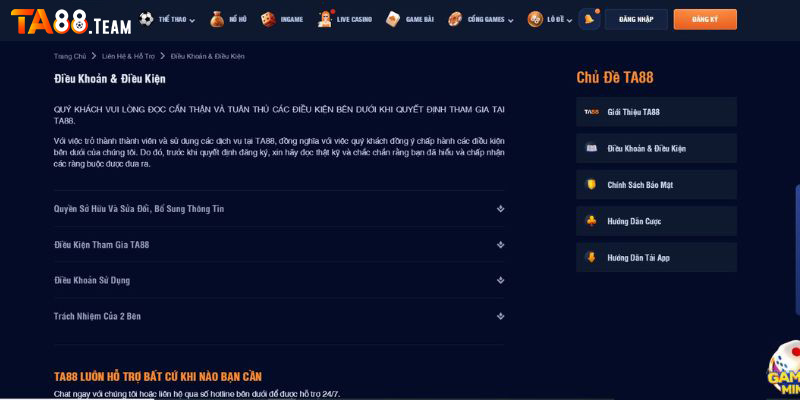 TA88.TEAM
THỂ THAO
NỔ HŨ
INGAME
LIVE CASINO
GAME BÀI
CỔNG GAMES
LÔ ĐỀ
ĐĂNG NHẬP
ĐĂNG KÝ
Trang Chủ > Liên Hệ & Hỗ Trợ > Điều Khoản & Điều Kiện
Điều Khoản & Điều Kiện
QUÝ KHÁCH VUI LÒNG ĐỌC CẨN THẬN VÀ TUÂN THỦ CÁC ĐIỀU KIỆN BÊN DƯỚI KHI QUYẾT ĐỊNH THAM GIA TẠI
TA88.
Với việc trở thành thành viên và sử dụng các dịch vụ tại TA88, đồng nghĩa với việc quý khách đồng ý chấp hành các điều kiện
bên dưới của chúng tôi. Do đó, trước khi quyết định đăng ký, xin hãy đọc thật kỹ và chắc chắn rằng bạn đã hiểu và chấp nhận
các ràng buộc được đưa ra.
Quyền Sở Hữu Và Sửa Đổi, Bổ Sung Thông Tin
Điều Kiện Tham Gia TA88
Điều Khoản Sử Dụng
Trách Nhiệm Của 2 Bên
TA88 LUÔN HỖ TRỢ BẤT CỨ KHI NÀO BẠN CẦN
Chat ngay với chúng tôi hoặc liên hệ qua số hotline bên dưới để được hỗ trợ 24/7.
Chủ Đề TA88
TA88 Giới Thiệu TA88
Điều Khoản & Điều Kiện
Chính Sách Bảo Mật
Hướng Dẫn Cược
Hướng Dẫn Tải App
GAM
MIN